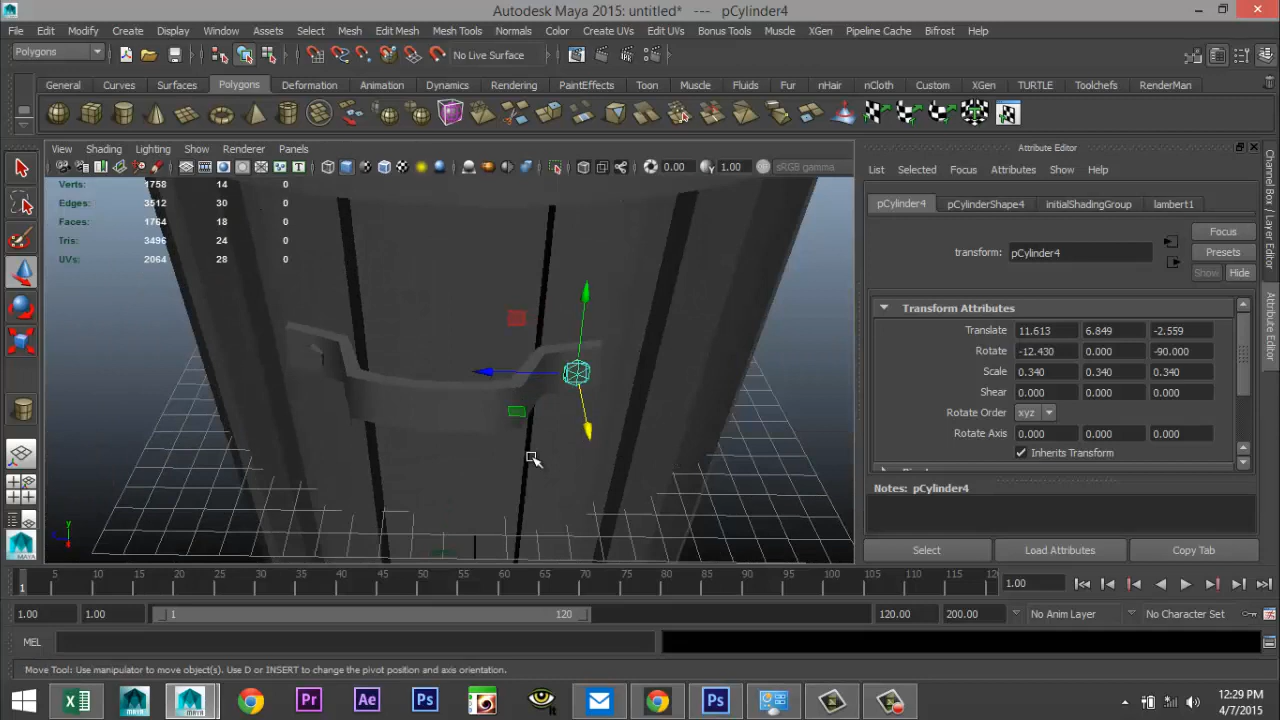 Autodesk Maya 2015: untitled*   ---   pCylinder4
File Edit Modify Create Display Window Assets Select Mesh Edit Mesh Mesh Tools Normals Color Create UVs Edit UVs Bonus Tools Muscle XGen Pipeline Cache Bifrost Help
Polygons No Live Surface
General Curves Surfaces Polygons Deformation Animation Dynamics Rendering PaintEffects Toon Muscle Fluids Fur nHair nCloth Custom XGen TURTLE Toolchefs RenderMan
View Shading Lighting Show Renderer Panels
0.00 1.00 sRGB gamma
Verts: 1758 14 0
Edges: 3512 30 0
Faces: 1764 18 0
Tris: 3496 24 0
UVs: 2064 28 0
Attribute Editor
List Selected Focus Attributes Show Help
pCylinder4 pCylinderShape4 initialShadingGroup lambert1
Focus
transform: pCylinder4 Presets
Show Hide
Transform Attributes
Translate 11.613 6.849 -2.559
Rotate -12.430 0.000 -90.000
Scale 0.340 0.340 0.340
Shear 0.000 0.000 0.000
Rotate Order xyz
Rotate Axis 0.000 0.000 0.000
Inherits Transform
Notes: pCylinder4
Select Load Attributes Copy Tab
Channel Box / Layer Editor
Attribute Editor
y
1 5 10 15 20 25 30 35 40 45 50 55 60 65 70 75 80 85 90 95 100 105 110 115 12
1.00
1.00 1.00 1 120 120.00 200.00 No Anim Layer No Character Set
MEL
Move Tool: Use manipulator to move object(s). Use D or INSERT to change the pivot position and axis orientation.
Pr Ae Ps Ps
12:29 PM
4/7/2015